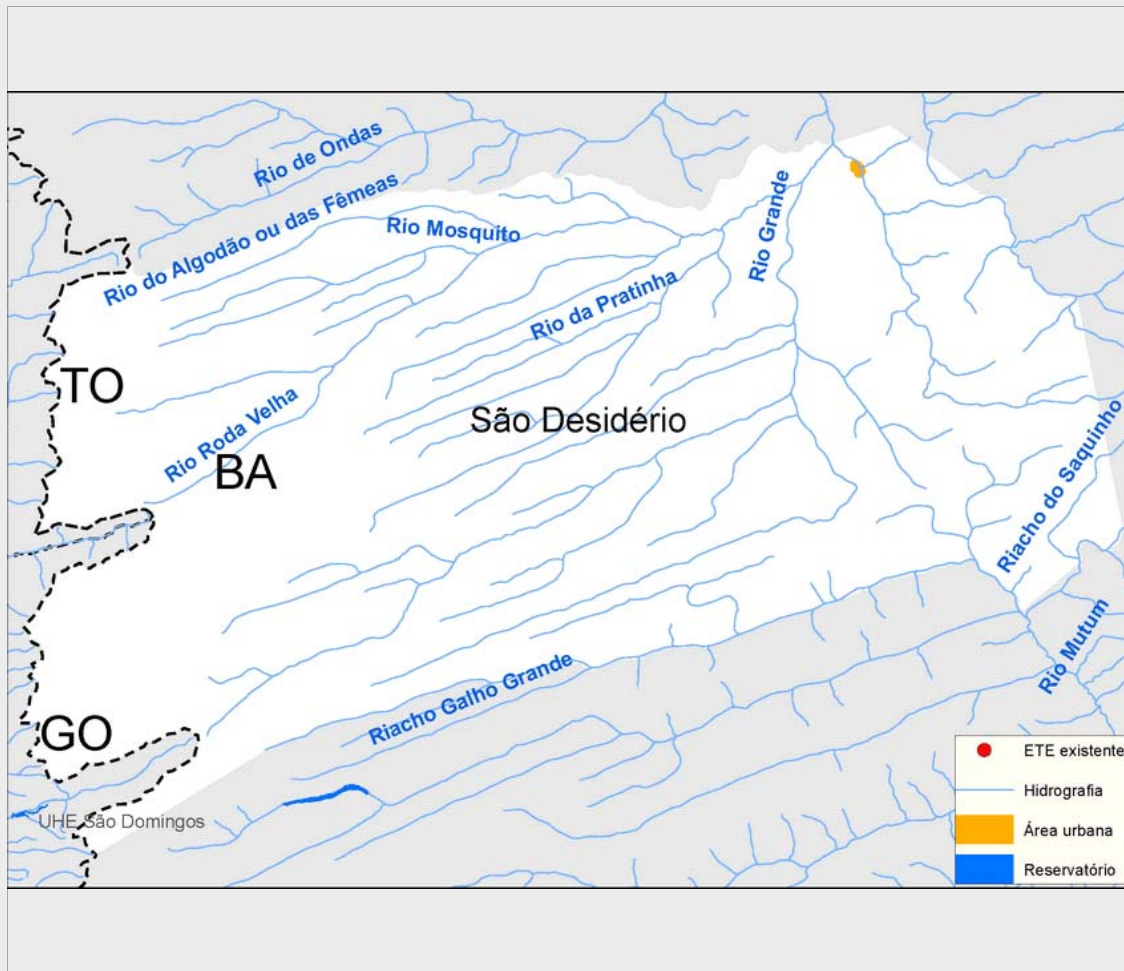 Rio de Ondas
Rio do Algodão ou das Fêmeas
Rio Mosquito
Rio Grande
Rio da Pratinha
TO
São Desidério
Rio Roda Velha
BA
Riacho do Saquinho
Rio Mutum
Riacho Galho Grande
GO
UHE São Domingos
ETE existente
Hidrografia
Área urbana
Reservatório